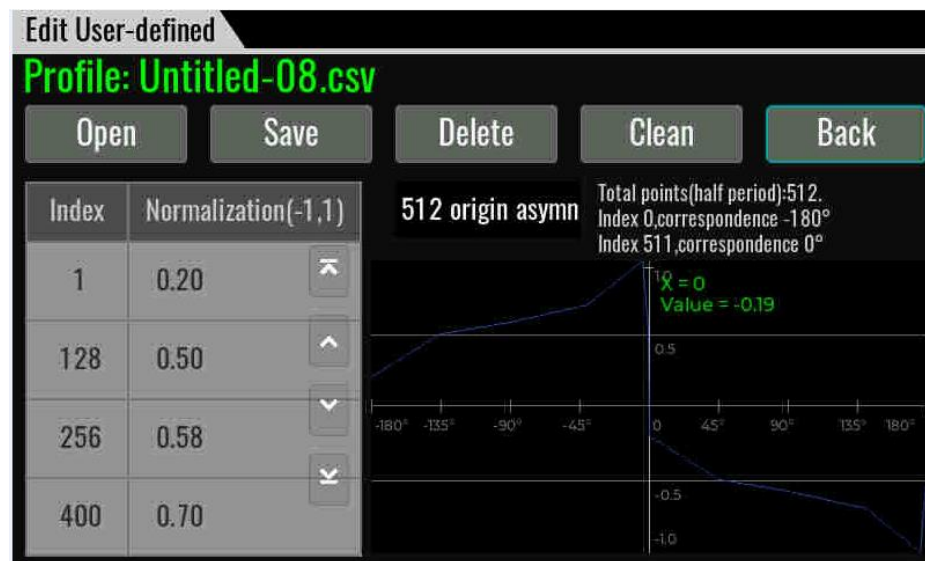 Edit User-defined
Profile: Untitled-08.csv
Open Save Delete Clean Back
Index Normalization(-1,1)
1 0.20
128 0.50
256 0.58
400 0.70
512 origin asymn
Total points(half period):512.
Index 0,correspondence -180°
Index 511,correspondence 0°
1.0
X = 0
Value = -0.19
0.5
-180° -135° -90° -45° 0 45° 90° 135° 180°
-0.5
-1.0